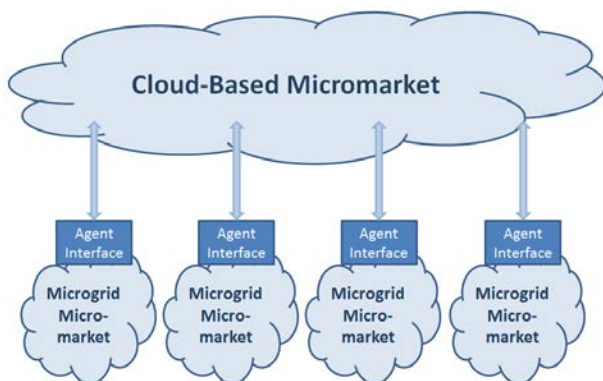 Cloud-Based Micromarket
Agent
Interface
Agent
Interface
Agent
Interface
Agent
Interface
Microgrid
Micro-
market
Microgrid
Micro-
market
Microgrid
Micro-
market
Microgrid
Micro-
market